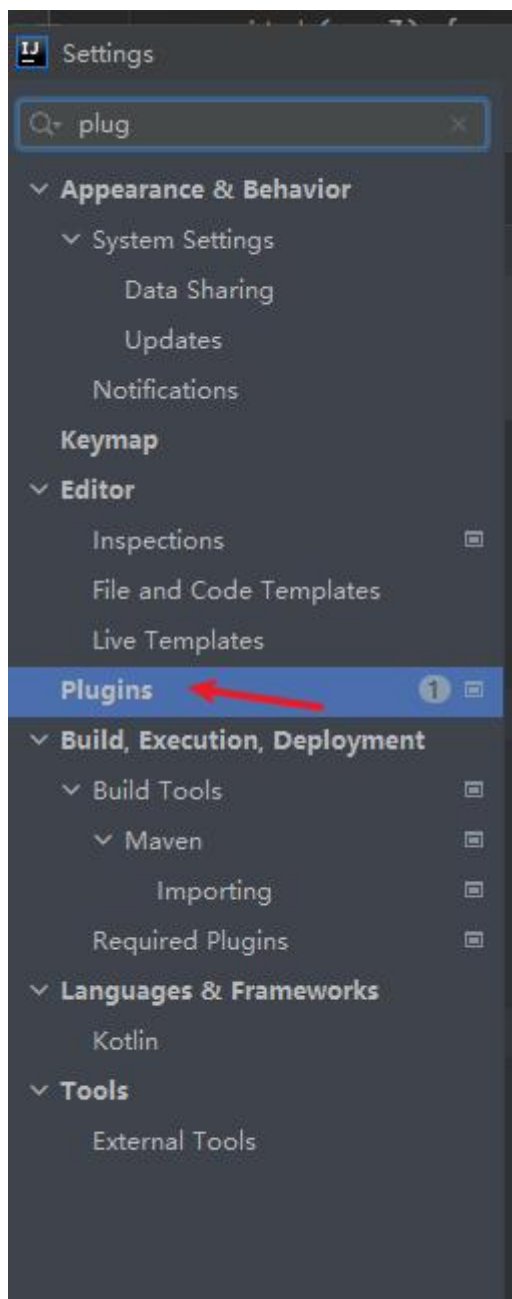 IJ Settings
plug
Appearance & Behavior
System Settings
Data Sharing
Updates
Notifications
Keymap
Editor
Inspections
File and Code Templates
Live Templates
Plugins 1
Build, Execution, Deployment
Build Tools
Maven
Importing
Required Plugins
Languages & Frameworks
Kotlin
Tools
External Tools